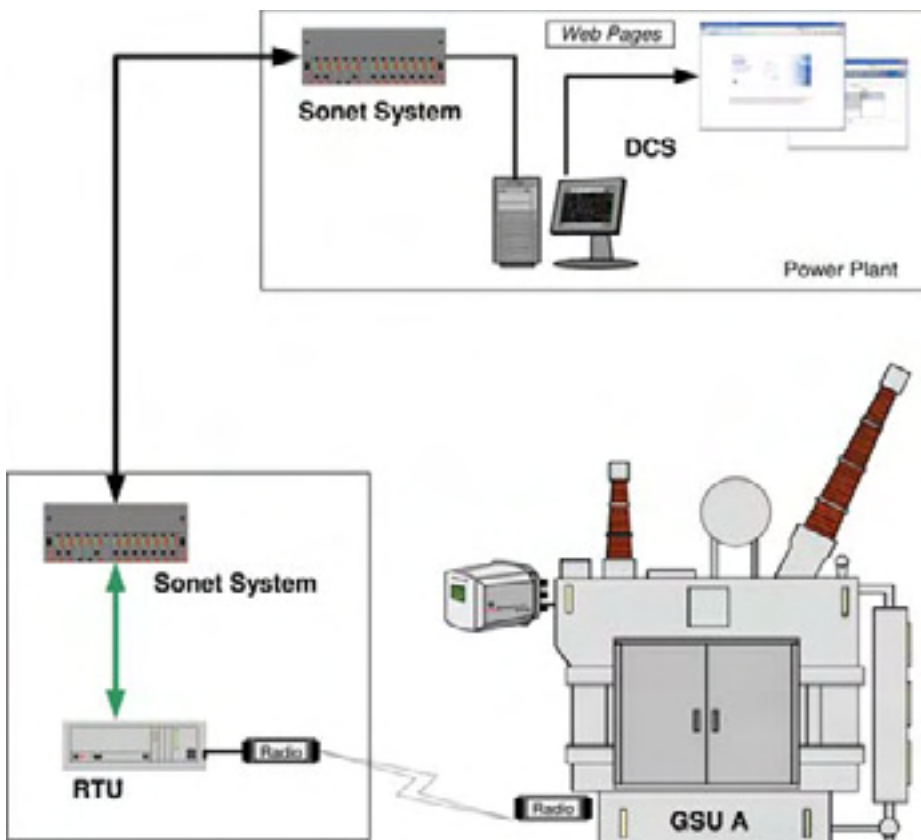 Web Pages
Sonet System
DCS
Power Plant
Sonet System
RTU
Radio
Radio
GSU A